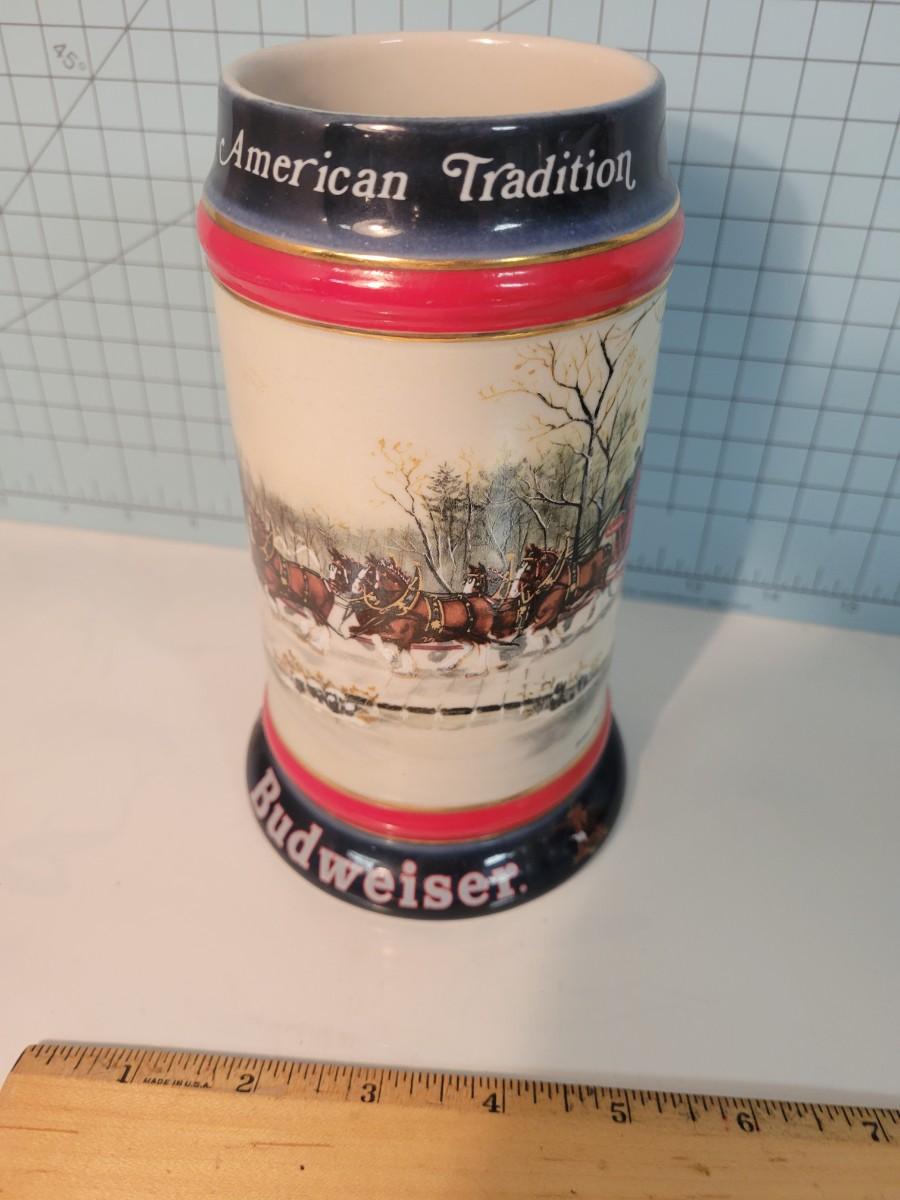 45°
American Tradition
Budweiser.
1 2 3 4 5 6 7
MADE IN U.S.A.